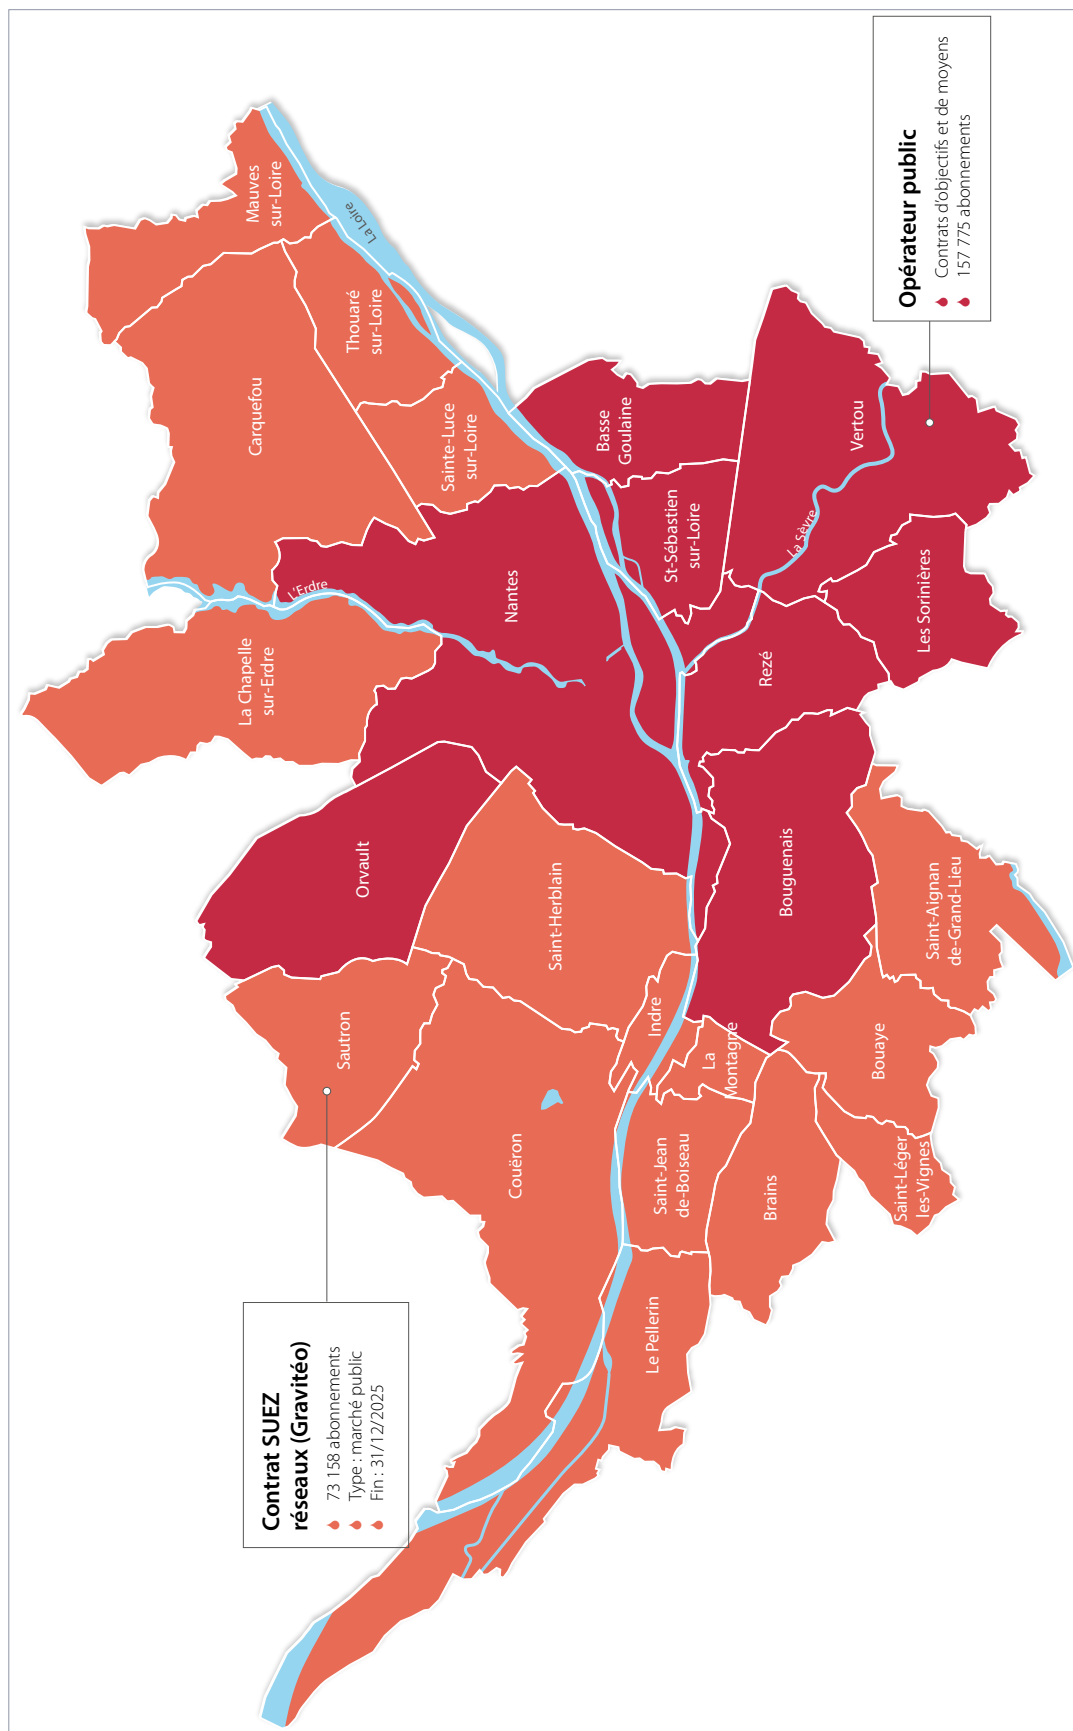 Contrat SUEZ
réseaux (Gravitéo)
73 158 abonnements
Type : marché public
Fin : 31/12/2025
Mauves
sur-Loire
La Loire
Thouaré
sur-Loire
Carquefou
Sainte-Luce
sur-Loire
L'Erdre
La Chapelle
sur-Erdre
Nantes
Orvault
Sautron
Saint-Herblain
Couëron
Indre
Basse
Goulaine
St-Sébastien
sur-Loire
Vertou
La Sèvre
Rezé
Les Sorinières
Bouguenais
La
Montagne
Saint-Jean
de-Boiseau
Le Pellerin
Brains
Bouaye
Saint-Aignan
de-Grand-Lieu
Saint-Léger
les-Vignes
Opérateur public
Contrats d'objectifs et de moyens
157 775 abonnements